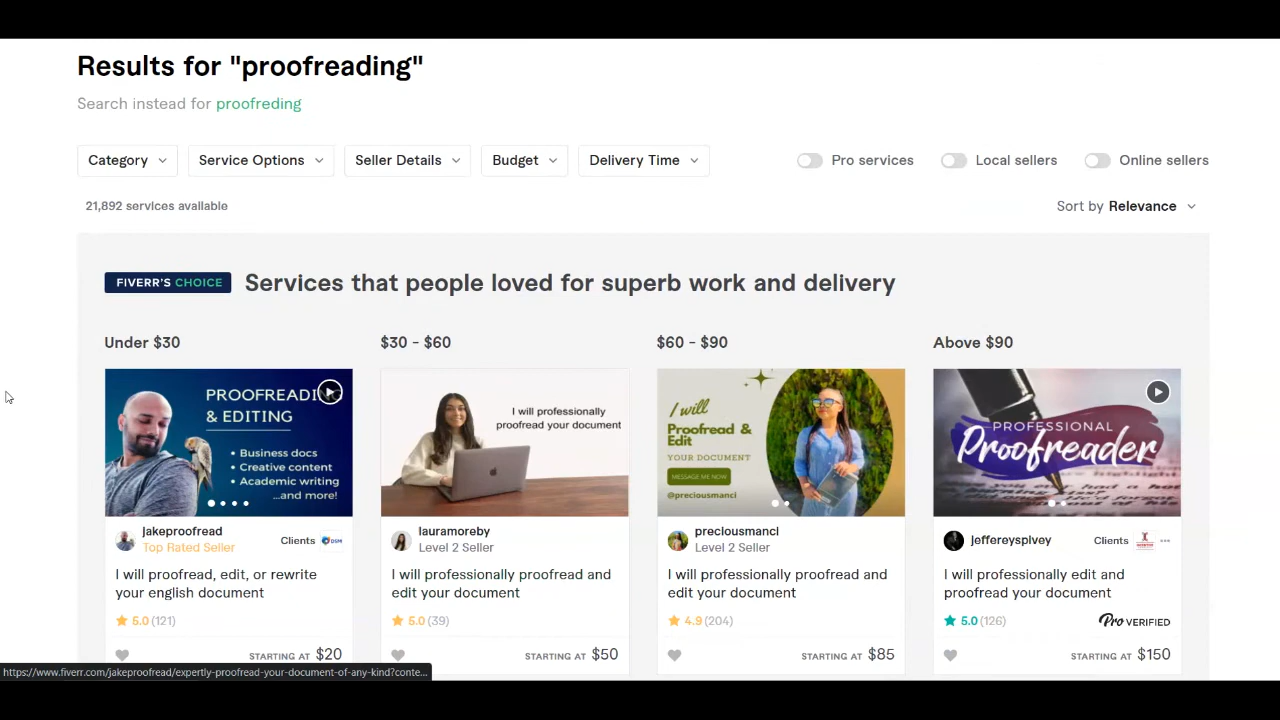 Results for "proofreading"
Search instead for proofreding
Category
Service Options
Seller Details
Budget
Delivery Time
Pro services
Local sellers
Online sellers
21,892 services available
Sort by Relevance
FIVERR'S CHOICE
Services that people loved for superb work and delivery
Under $30
$30 - $60
$60 - $90
Above $90
PROOFREADING
& EDITING
• Business docs
• Creative content
• Academic writing
...and more!
jakeproofread
Top Rated Seller
Clients
DSM
I will proofread, edit, or rewrite
your english document
5.0 (121)
STARTING AT $20
I will professionally
proofread your document
lauramoreby
Level 2 Seller
I will professionally proofread and
edit your document
5.0 (39)
STARTING AT $50
I will
Proofread &
Edit
YOUR DOCUMENT
MESSAGE ME NOW
@preciousmanci
preciousmanci
Level 2 Seller
I will professionally proofread and
edit your document
4.9 (204)
STARTING AT $85
PROFESSIONAL
Proofreader
jeffereyspivey
Clients
I will professionally edit and
proofread your document
5.0 (126)
Pro VERIFIED
STARTING AT $150
https://www.fiverr.com/jakeproofread/expertly-proofread-your-document-of-any-kind?conte...